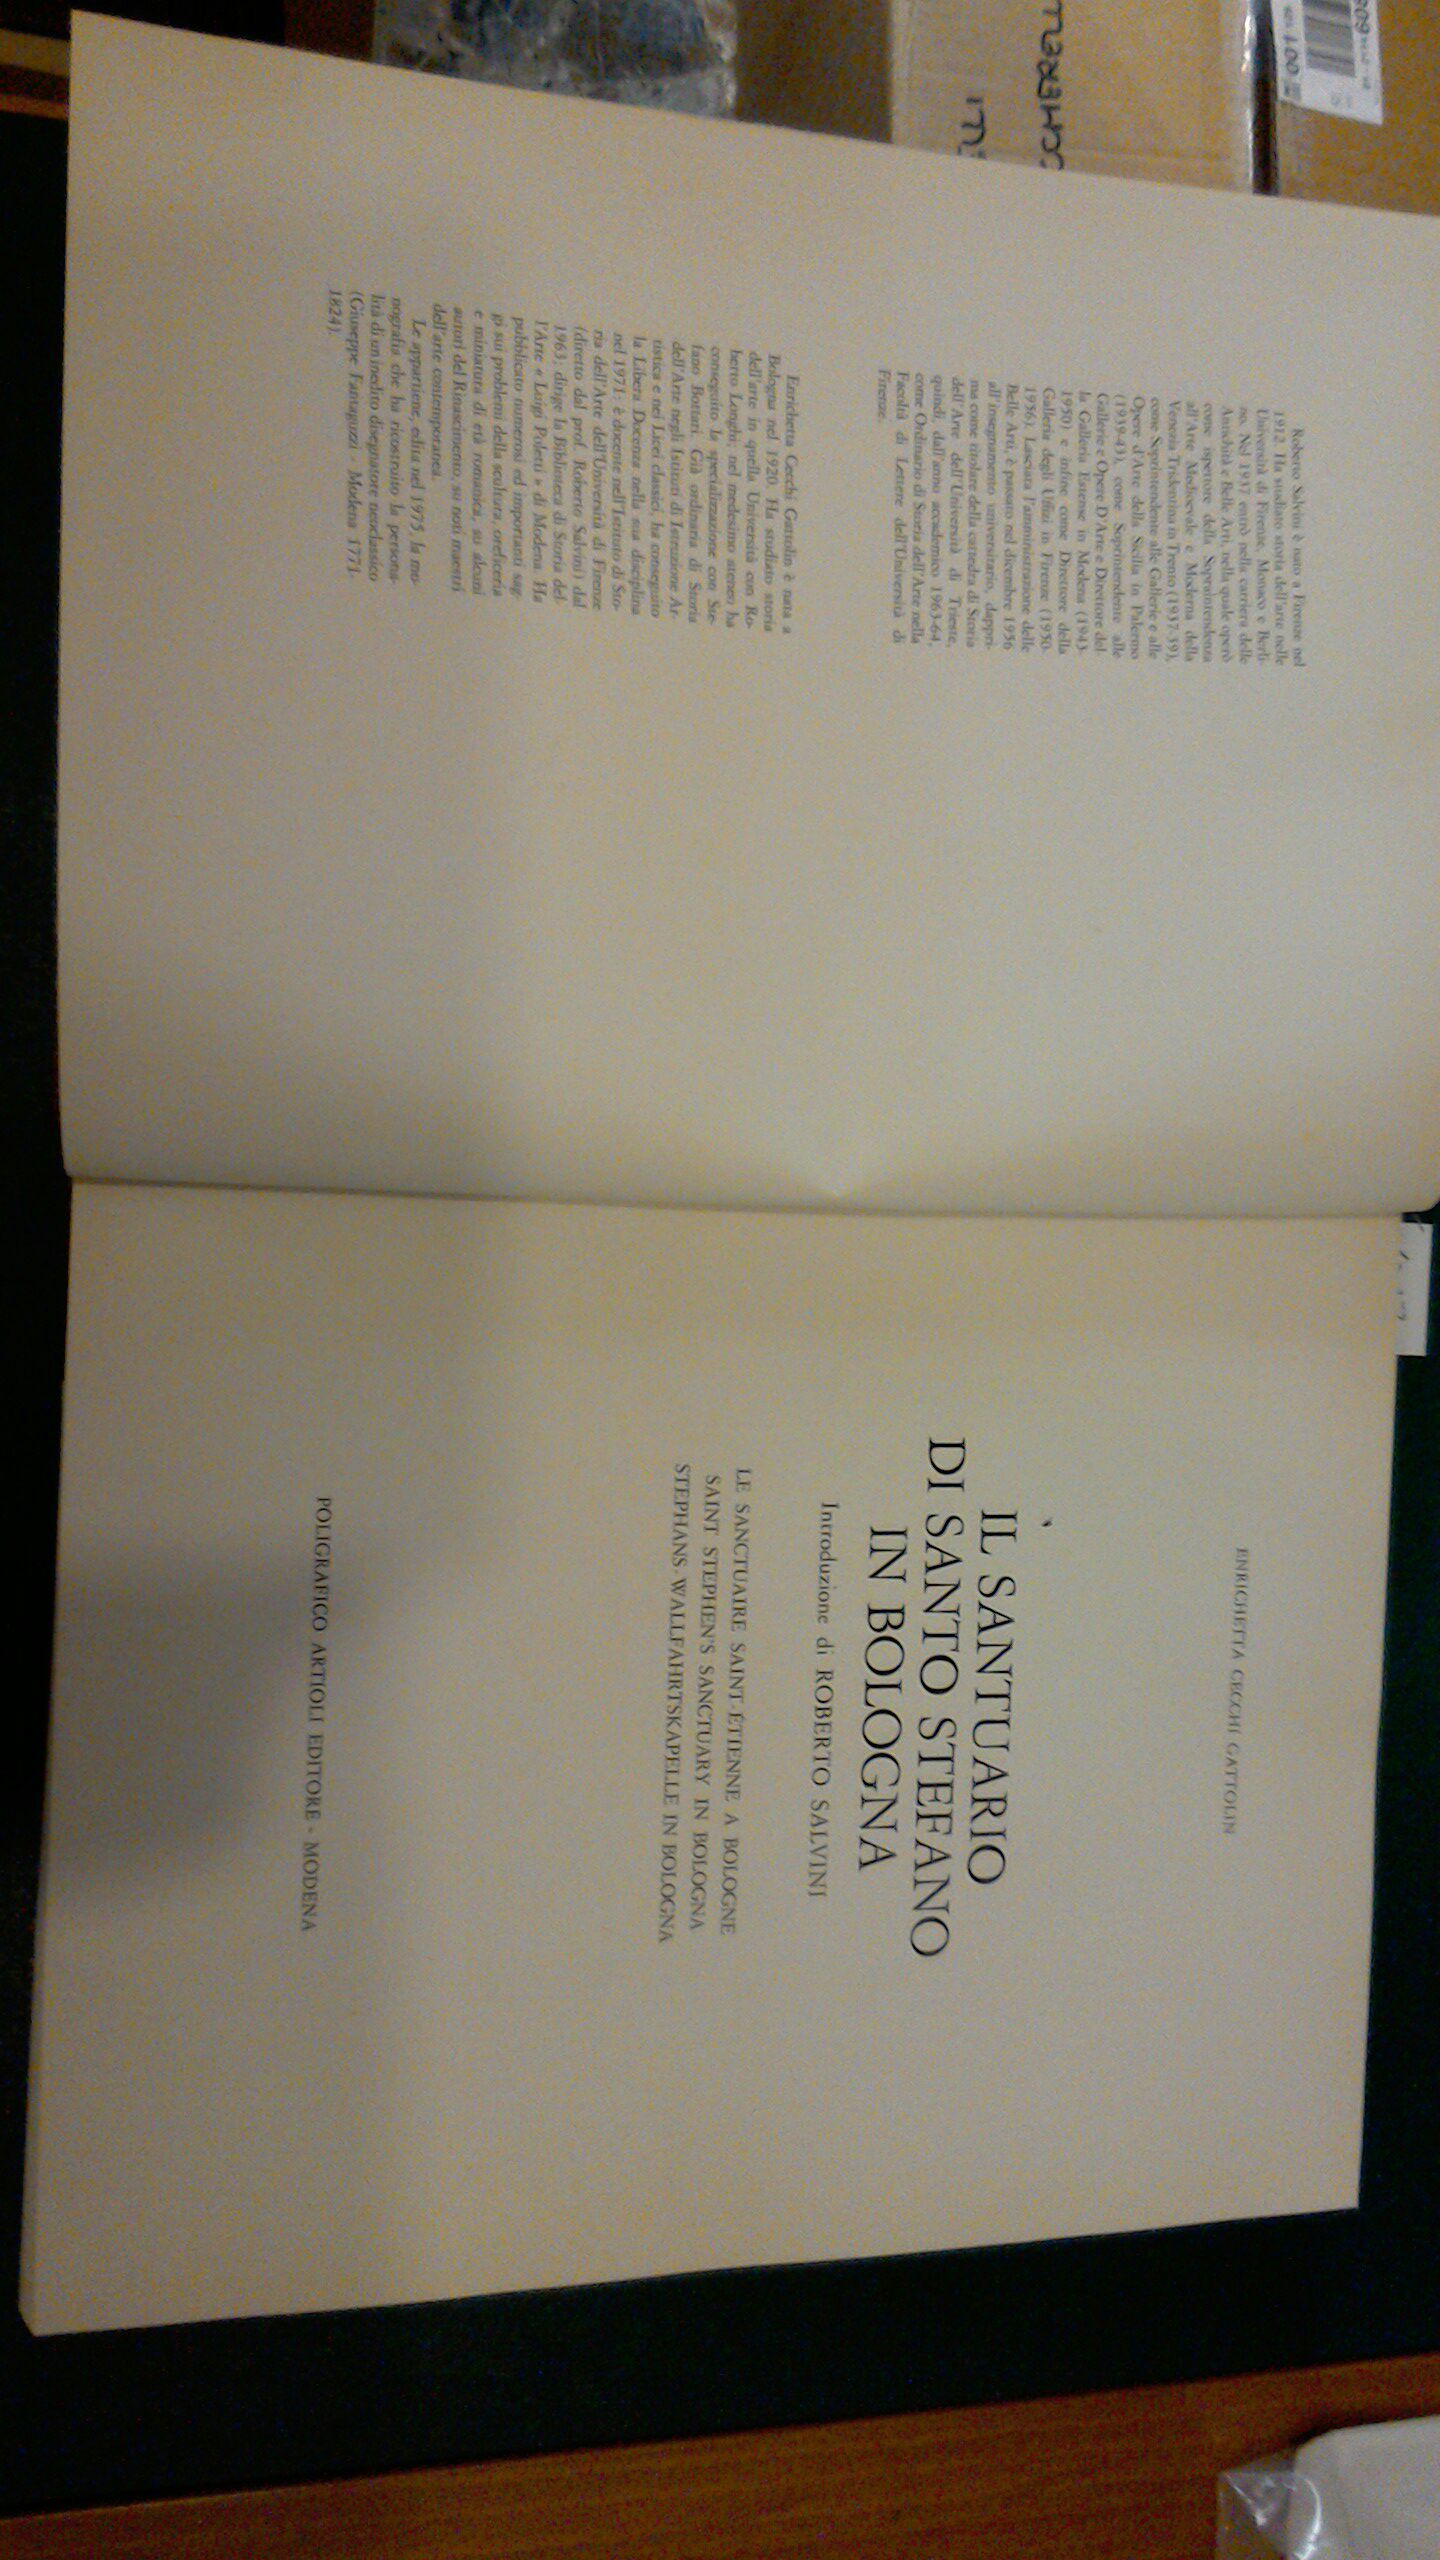 Roberto Salvini è nato a Firenze nel
1912. Ha studiato storia dell'arte nelle
Università di Firenze, Monaco e Berli-
no. Nel 1937 entrò nella carriera delle
Antichità e Belle Arti, nella quale operò
come ispettore della Soprintendenza
all'Arte Medioevale e Moderna della
Venezia Tridentina in Trento (1937-39),
come Soprintendente alle Gallerie e alle
Opere d'Arte della Sicilia in Palermo
(1939-43), come Soprintendente alle
Gallerie e Opere D'Arte e Direttore del-
la Galleria Estense in Modena (1943-
1950) e infine come Direttore della
Galleria degli Uffizi in Firenze (1950-
1956). Lasciata l'amministrazione delle
Belle Arti, è passato nel dicembre 1956
all'insegnamento universitario, dappri-
ma come titolare della cattedra di Storia
dell'Arte dell'Università di Trieste,
quindi, dall'anno accademico 1963-64,
come Ordinario di Storia dell'Arte nella
Facoltà di Lettere dell'Università di
Firenze.
Enrichetta Cecchi Gattolin è nata a
Bologna nel 1920. Ha studiato storia
dell'arte in quella Università con Ro-
berto Longhi; nel medesimo ateneo ha
conseguito la specializzazione con Ste-
fano Bottari. Già ordinaria di Storia
dell'Arte negli Istituti di Istruzione Ar-
tistica e nei Licei classici, ha conseguito
la Libera Docenza nella sua disciplina
nel 1971; è docente nell'Istituto di Sto-
ria dell'Arte dell'Università di Firenze
(diretto dal prof. Roberto Salvini) dal
1963; dirige la Biblioteca di Storia del-
l'Arte « Luigi Poletti » di Modena. Ha
pubblicato numerosi ed importanti sag-
gi sui problemi della scultura, oreficeria
e miniatura di età romanica, su noti maestri
autori del Rinascimento, su alcuni
dell'arte contemporanea.
Le appartiene, edita nel 1975, la mo-
nografia che ha ricostruito la persona-
lità di un inedito disegnatore neoclassico
(Giuseppe Fantaguzzi - Modena 1771-
1824).
ENRICHETTA CECCHI GATTOLIN
IL SANTUARIO
DI SANTO STEFANO
IN BOLOGNA
Introduzione di ROBERTO SALVINI
LE SANCTUAIRE SAINT-ÉTIENNE A BOLOGNE
SAINT STEPHEN'S SANCTUARY IN BOLOGNA
STEPHANS-WALLFAHRTSKAPELLE IN BOLOGNA
POLIGRAFICO ARTIOLI EDITORE - MODENA